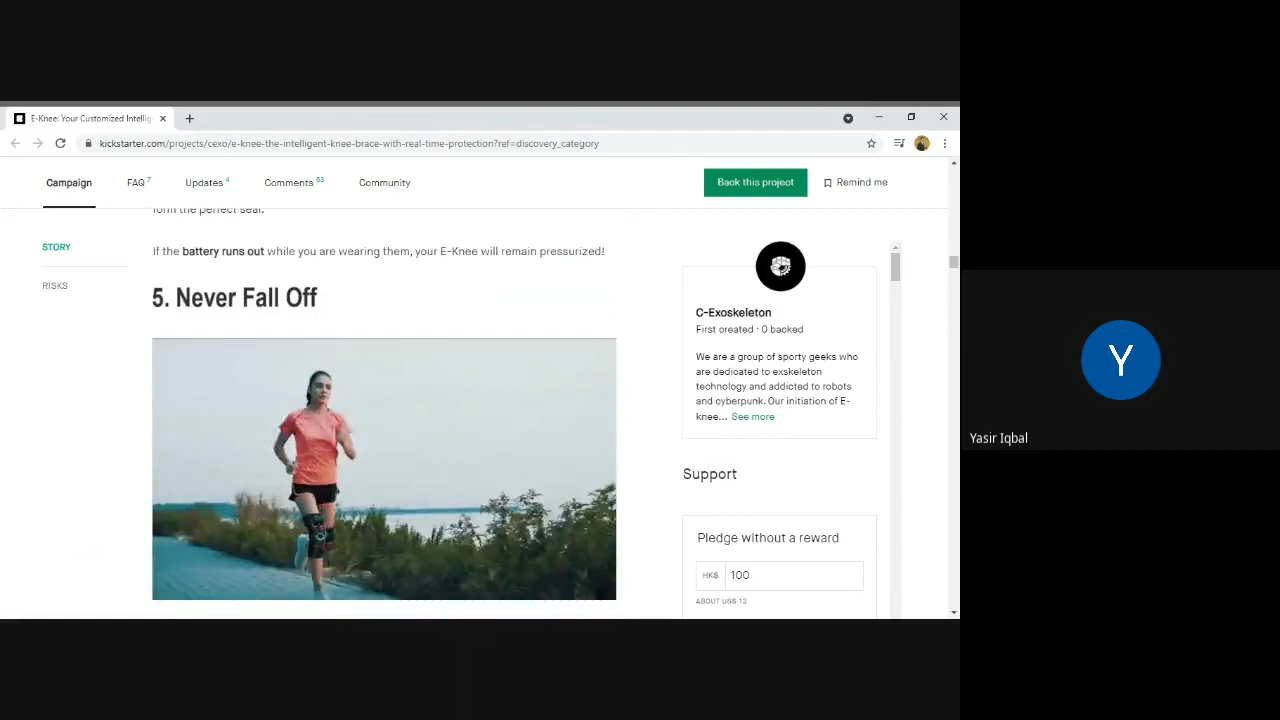 E-Knee: Your Customized Intellig
kickstarter.com/projects/cexo/e-knee-the-intelligent-knee-brace-with-real-time-protection?ref=discovery_category
Campaign
FAQ 7
Updates 4
Comments 63
Community
Back this project
Remind me
form the perfect seal.
STORY
RISKS
If the battery runs out while you are wearing them, your E-Knee will remain pressurized!
5. Never Fall Off
C-Exoskeleton
First created · 0 backed
We are a group of sporty geeks who
are dedicated to exskeleton
technology and addicted to robots
and cyberpunk. Our initiation of E-
knee... See more
Support
Pledge without a reward
HK$ 100
ABOUT US$ 13
Y
Yasir Iqbal